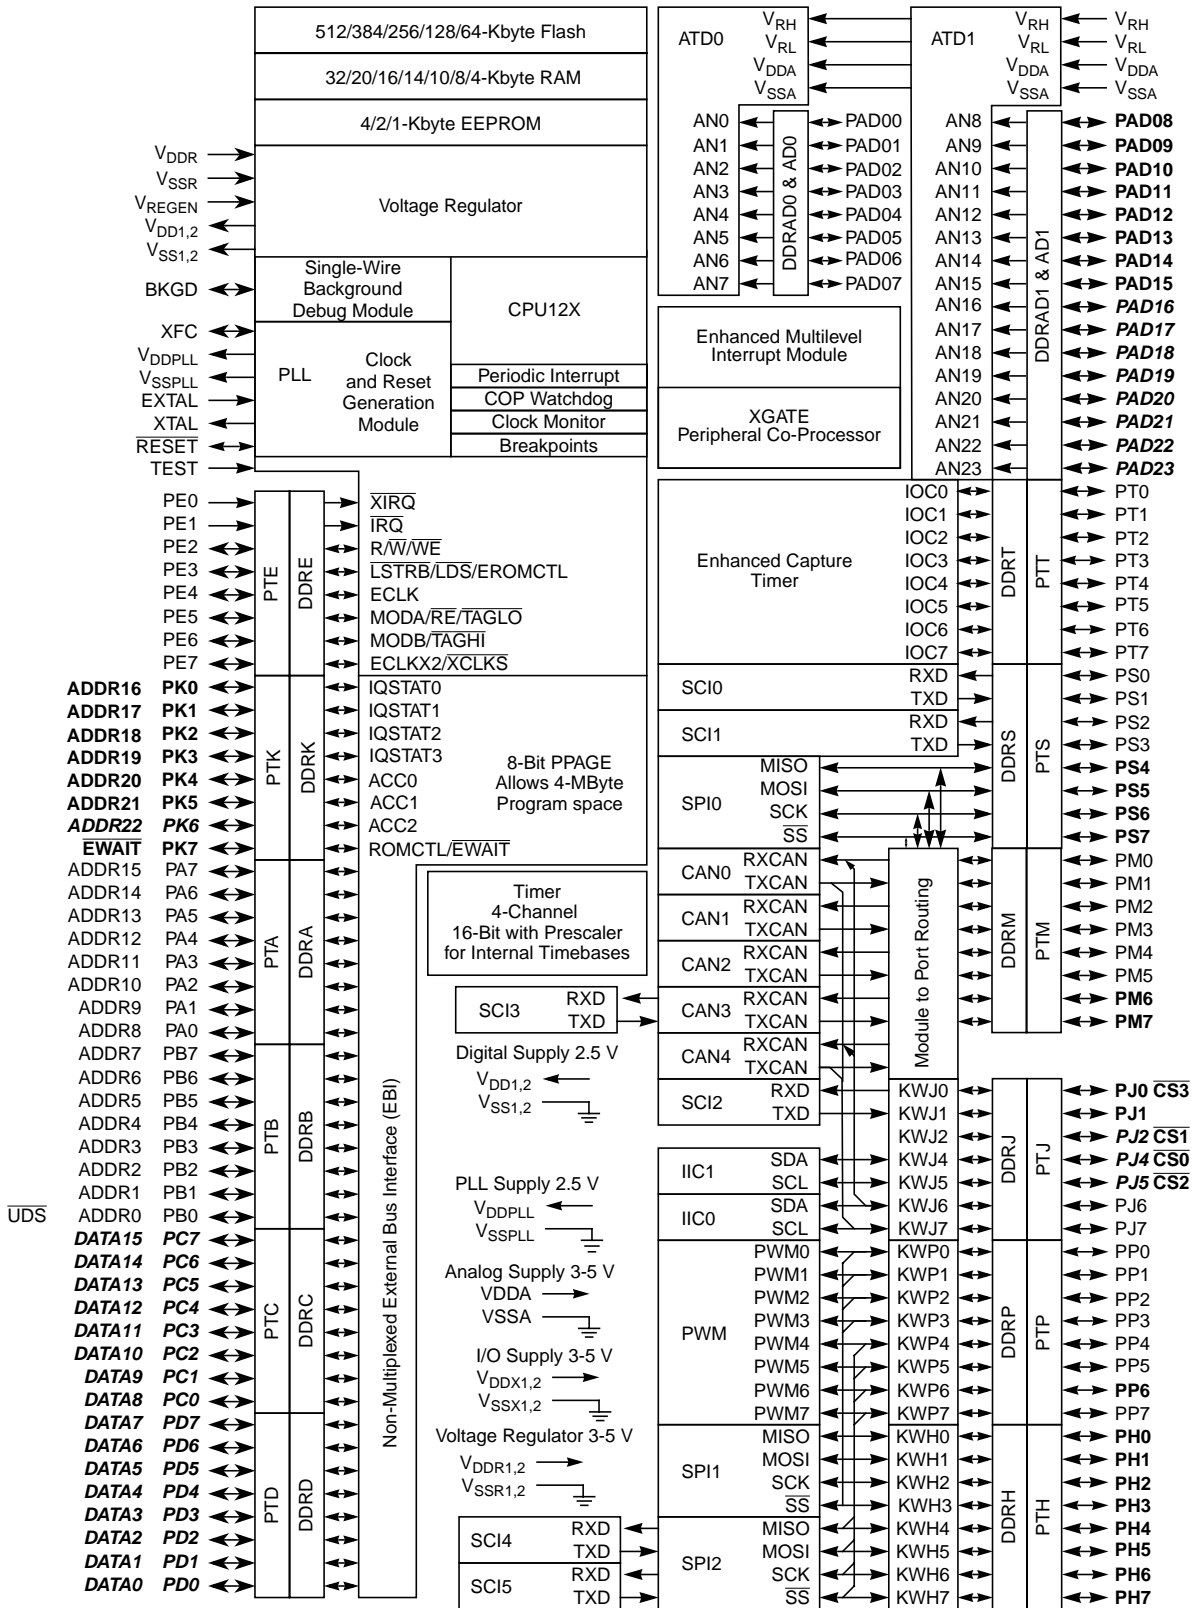 512/384/256/128/64-Kbyte Flash
32/20/16/14/10/8/4-Kbyte RAM
4/2/1-Kbyte EEPROM
VDDR
VSSR
VREGEN
VDD1,2
VSS1,2
Voltage Regulator
BKGD
XFC
VDDPLL
VSSPLL
EXTAL
XTAL
RESET
TEST
Single-Wire
Background
Debug Module
CPU12X
PLL
Clock
and Reset
Generation
Module
Periodic Interrupt
COP Watchdog
Clock Monitor
Breakpoints
PE0
PE1
PE2
PE3
PE4
PE5
PE6
PE7
PTE
DDRE
XIRQ
IRQ
R/W/WE
LSTRB/LDS/EROMCTL
ECLK
MODA/RE/TAGLO
MODB/TAGHI
ECLKX2/XCLKS
ADDR16 PK0
ADDR17 PK1
ADDR18 PK2
ADDR19 PK3
ADDR20 PK4
ADDR21 PK5
ADDR22 PK6
EWAIT PK7
PTK
DDRK
IQSTAT0
IQSTAT1
IQSTAT2
IQSTAT3
ACC0
ACC1
ACC2
ROMCTL/EWAIT
8-Bit PPAGE
Allows 4-MByte
Program space
ADDR15 PA7
ADDR14 PA6
ADDR13 PA5
ADDR12 PA4
ADDR11 PA3
ADDR10 PA2
ADDR9 PA1
ADDR8 PA0
PTA
DDRA
ADDR7 PB7
ADDR6 PB6
ADDR5 PB5
ADDR4 PB4
ADDR3 PB3
ADDR2 PB2
ADDR1 PB1
UDS ADDR0 PB0
PTB
DDRB
DATA15 PC7
DATA14 PC6
DATA13 PC5
DATA12 PC4
DATA11 PC3
DATA10 PC2
DATA9 PC1
DATA8 PC0
PTC
DDRC
DATA7 PD7
DATA6 PD6
DATA5 PD5
DATA4 PD4
DATA3 PD3
DATA2 PD2
DATA1 PD1
DATA0 PD0
PTD
DDRD
Non-Multiplexed External Bus Interface (EBI)
Timer
4-Channel
16-Bit with Prescaler
for Internal Timebases
SCI3
RXD
TXD
Digital Supply 2.5 V
VDD1,2
VSS1,2
PLL Supply 2.5 V
VDDPLL
VSSPLL
Analog Supply 3-5 V
VDDA
VSSA
I/O Supply 3-5 V
VDDX1,2
VSSX1,2
Voltage Regulator 3-5 V
VDDR1,2
VSSR1,2
SCI4
RXD
TXD
SCI5
RXD
TXD
ATD0
VRH
VRL
VDDA
VSSA
AN0
AN1
AN2
AN3
AN4
AN5
AN6
AN7
DDRAD0 & AD0
PAD00
PAD01
PAD02
PAD03
PAD04
PAD05
PAD06
PAD07
ATD1
VRH
VRL
VDDA
VSSA
VRH
VRL
VDDA
VSSA
AN8
AN9
AN10
AN11
AN12
AN13
AN14
AN15
AN16
AN17
AN18
AN19
AN20
AN21
AN22
AN23
DDRAD1 & AD1
PAD08
PAD09
PAD10
PAD11
PAD12
PAD13
PAD14
PAD15
PAD16
PAD17
PAD18
PAD19
PAD20
PAD21
PAD22
PAD23
Enhanced Multilevel
Interrupt Module
XGATE
Peripheral Co-Processor
Enhanced Capture
Timer
IOC0
IOC1
IOC2
IOC3
IOC4
IOC5
IOC6
IOC7
DDRT
PTT
PT0
PT1
PT2
PT3
PT4
PT5
PT6
PT7
SCI0
RXD
TXD
SCI1
RXD
TXD
SPI0
MISO
MOSI
SCK
SS
DDRS
PTS
PS0
PS1
PS2
PS3
PS4
PS5
PS6
PS7
CAN0
RXCAN
TXCAN
CAN1
RXCAN
TXCAN
CAN2
RXCAN
TXCAN
CAN3
RXCAN
TXCAN
CAN4
RXCAN
TXCAN
Module to Port Routing
DDRM
PTM
PM0
PM1
PM2
PM3
PM4
PM5
PM6
PM7
SCI2
RXD
TXD
IIC1
SDA
SCL
IIC0
SDA
SCL
KWJ0
KWJ1
KWJ2
KWJ4
KWJ5
KWJ6
KWJ7
DDRJ
PTJ
PJ0 CS3
PJ1
PJ2 CS1
PJ4 CS0
PJ5 CS2
PJ6
PJ7
PWM
PWM0
PWM1
PWM2
PWM3
PWM4
PWM5
PWM6
PWM7
KWP0
KWP1
KWP2
KWP3
KWP4
KWP5
KWP6
KWP7
DDRP
PTP
PP0
PP1
PP2
PP3
PP4
PP5
PP6
PP7
SPI1
MISO
MOSI
SCK
SS
SPI2
MISO
MOSI
SCK
SS
KWH0
KWH1
KWH2
KWH3
KWH4
KWH5
KWH6
KWH7
DDRH
PTH
PH0
PH1
PH2
PH3
PH4
PH5
PH6
PH7